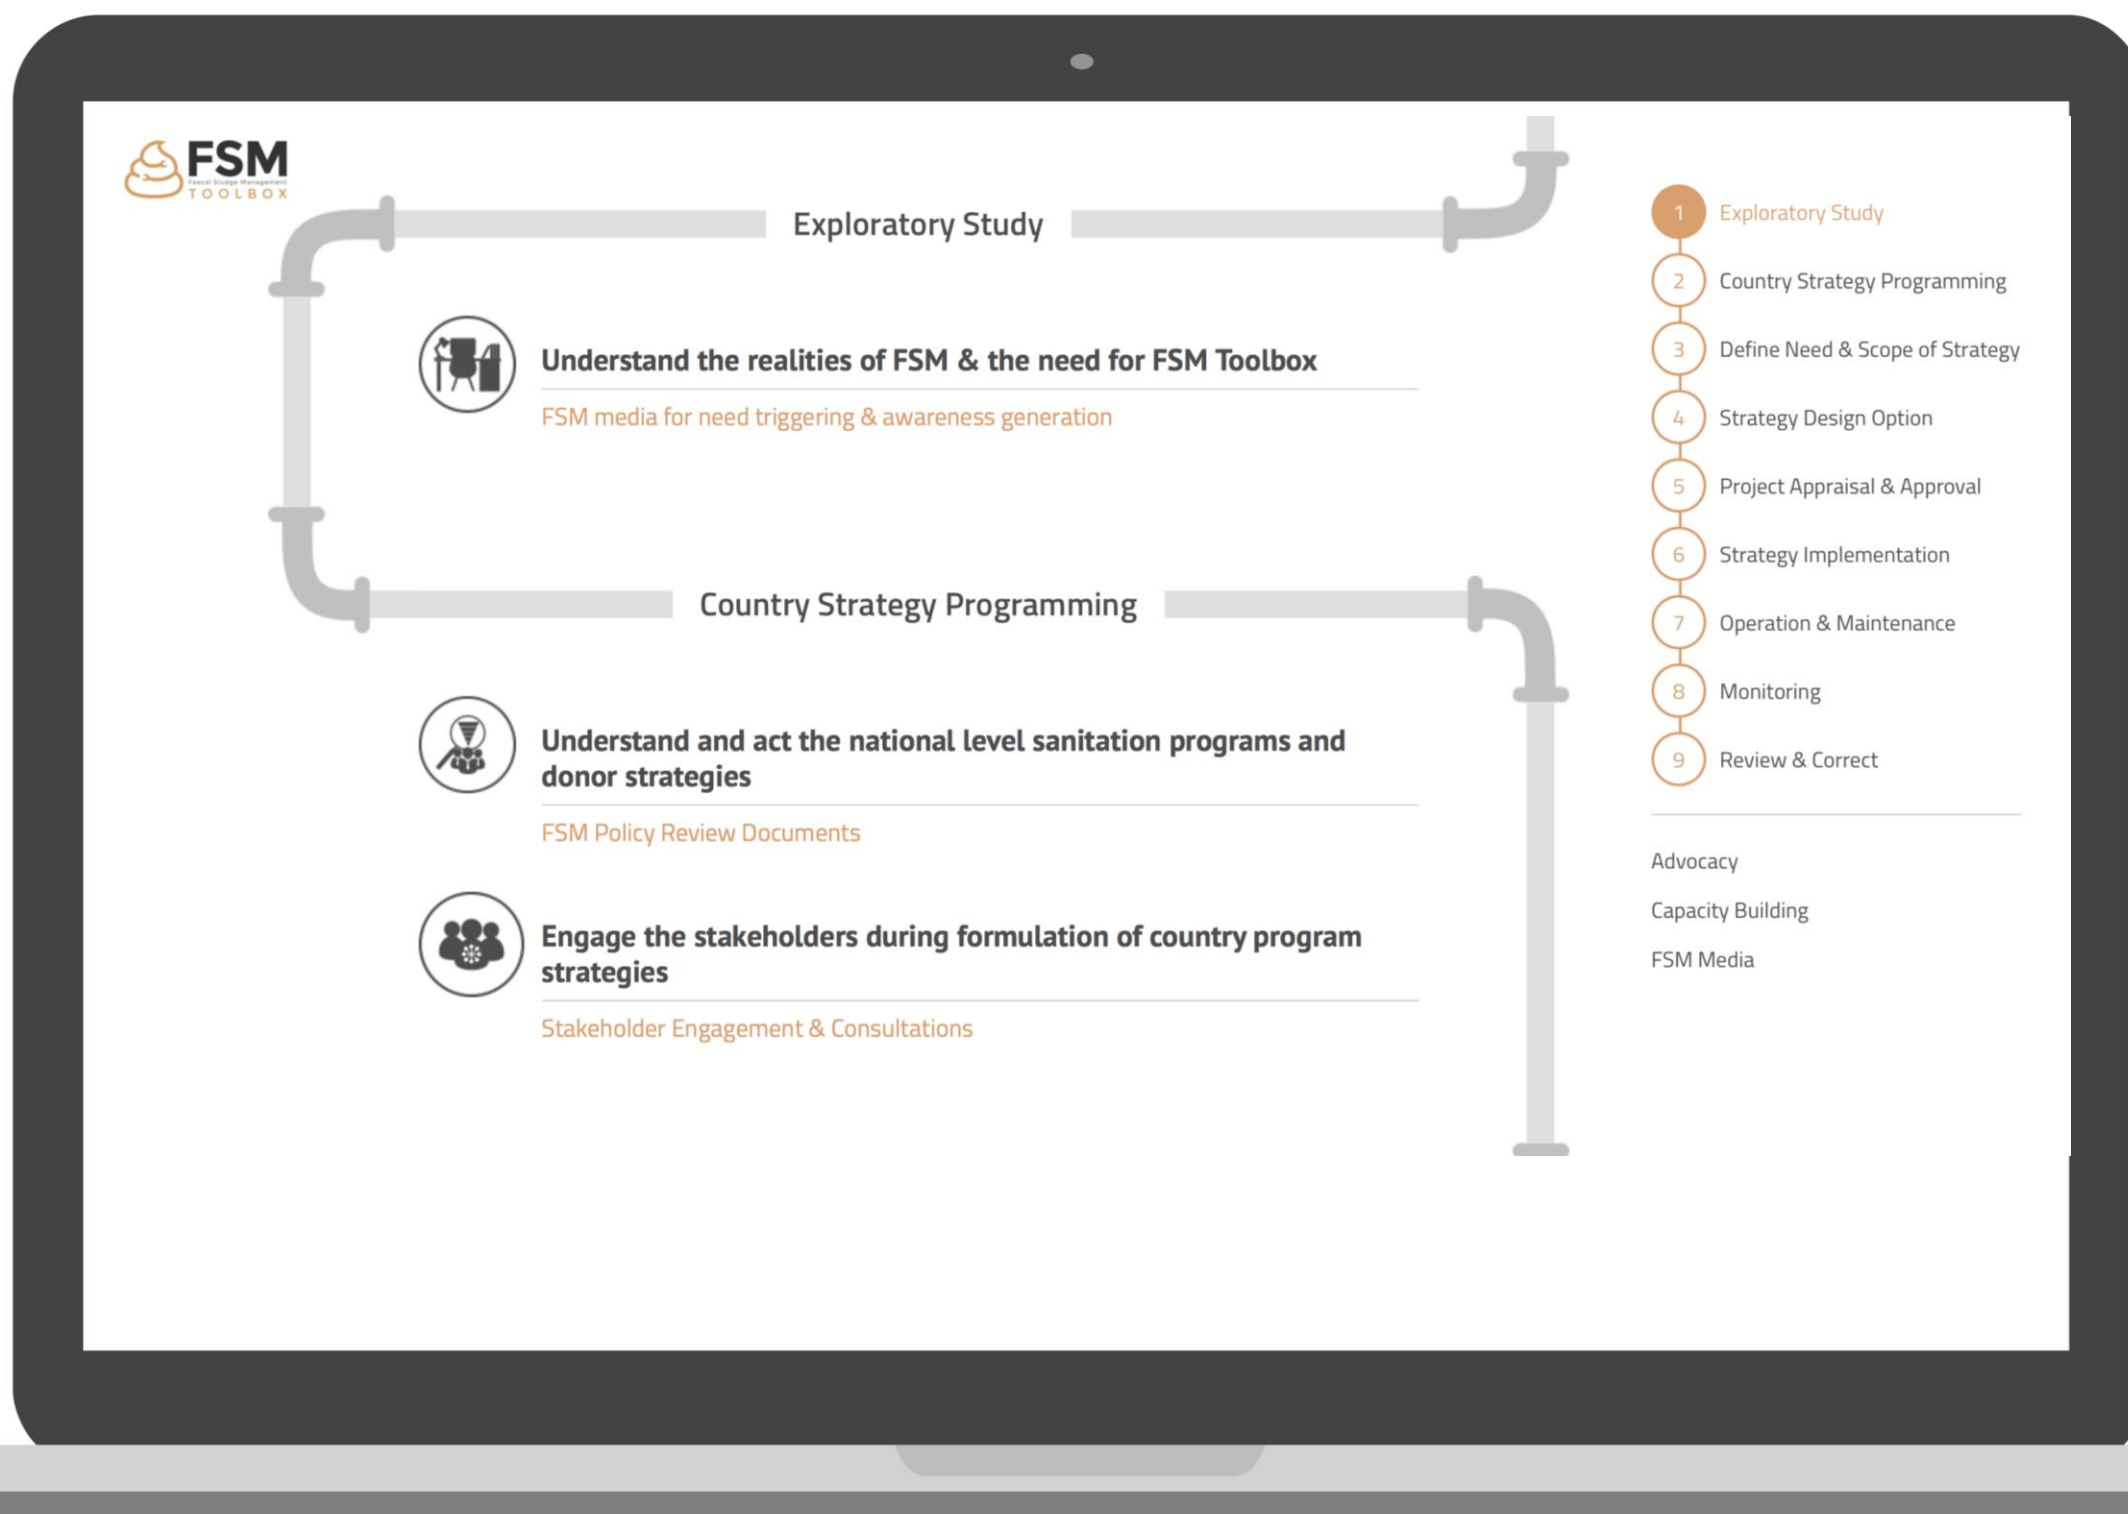 FSM
Faecal Sludge Management
TOOLBOX
Exploratory Study
Understand the realities of FSM & the need for FSM Toolbox
FSM media for need triggering & awareness generation
Country Strategy Programming
Understand and act the national level sanitation programs and
donor strategies
FSM Policy Review Documents
Engage the stakeholders during formulation of country program
strategies
Stakeholder Engagement & Consultations
1 Exploratory Study
2 Country Strategy Programming
3 Define Need & Scope of Strategy
4 Strategy Design Option
5 Project Appraisal & Approval
6 Strategy Implementation
7 Operation & Maintenance
8 Monitoring
9 Review & Correct
Advocacy
Capacity Building
FSM Media